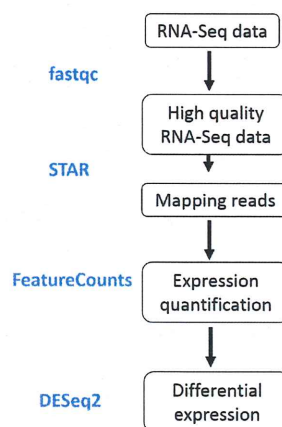 RNA-Seq data
fastqc
High quality
RNA-Seq data
STAR
Mapping reads
FeatureCounts
Expression
quantification
DESeq2
Differential
expression